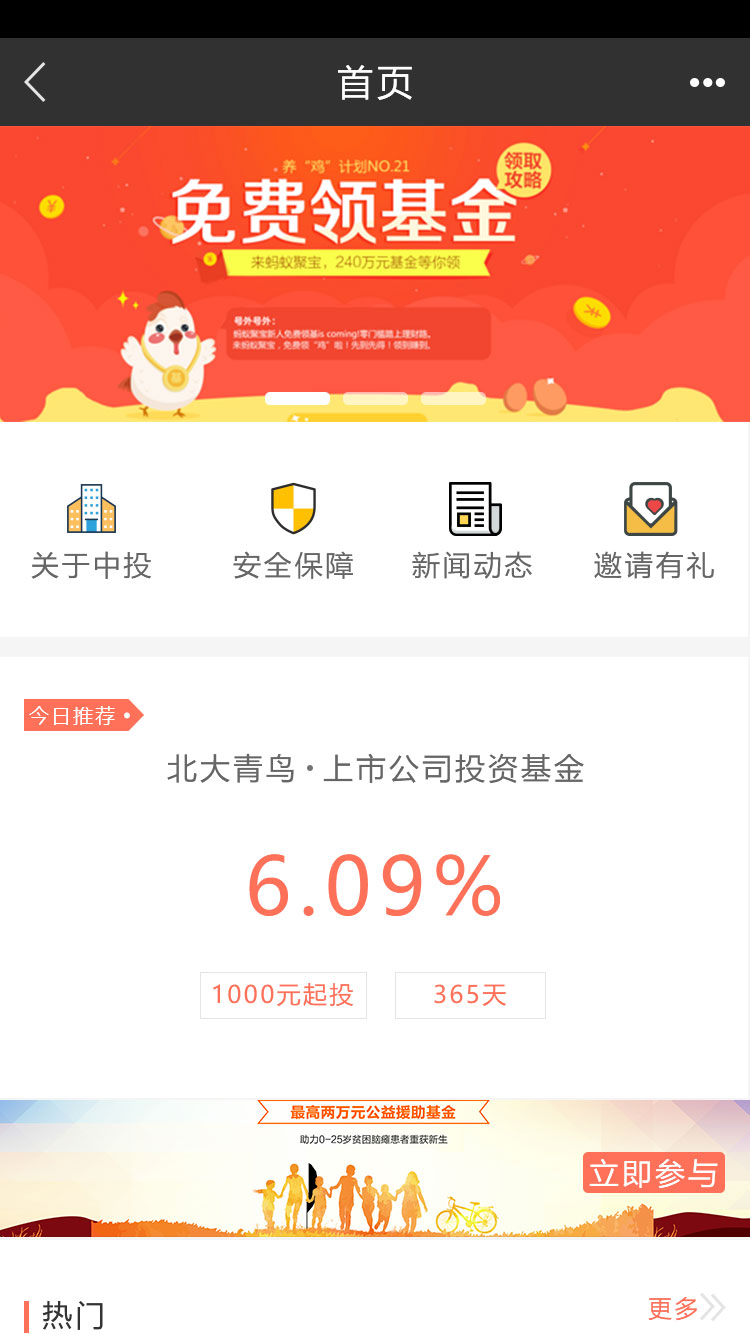 首页
养“鸡”计划NO.21
领取
攻略
免费领基金
来蚂蚁聚宝，240万元基金等你领
号外号外：
蚂蚁聚宝新人免费领基is coming!零门槛踏上理财路。
来蚂蚁聚宝，免费领“鸡”啦！先到先得！领到赚到。
关于中投
安全保障
新闻动态
邀请有礼
今日推荐
北大青鸟·上市公司投资基金
6.09%
1000元起投
365天
最高两万元公益援助基金
助力0-25岁贫困脑瘫患者重获新生
立即参与
热门
更多